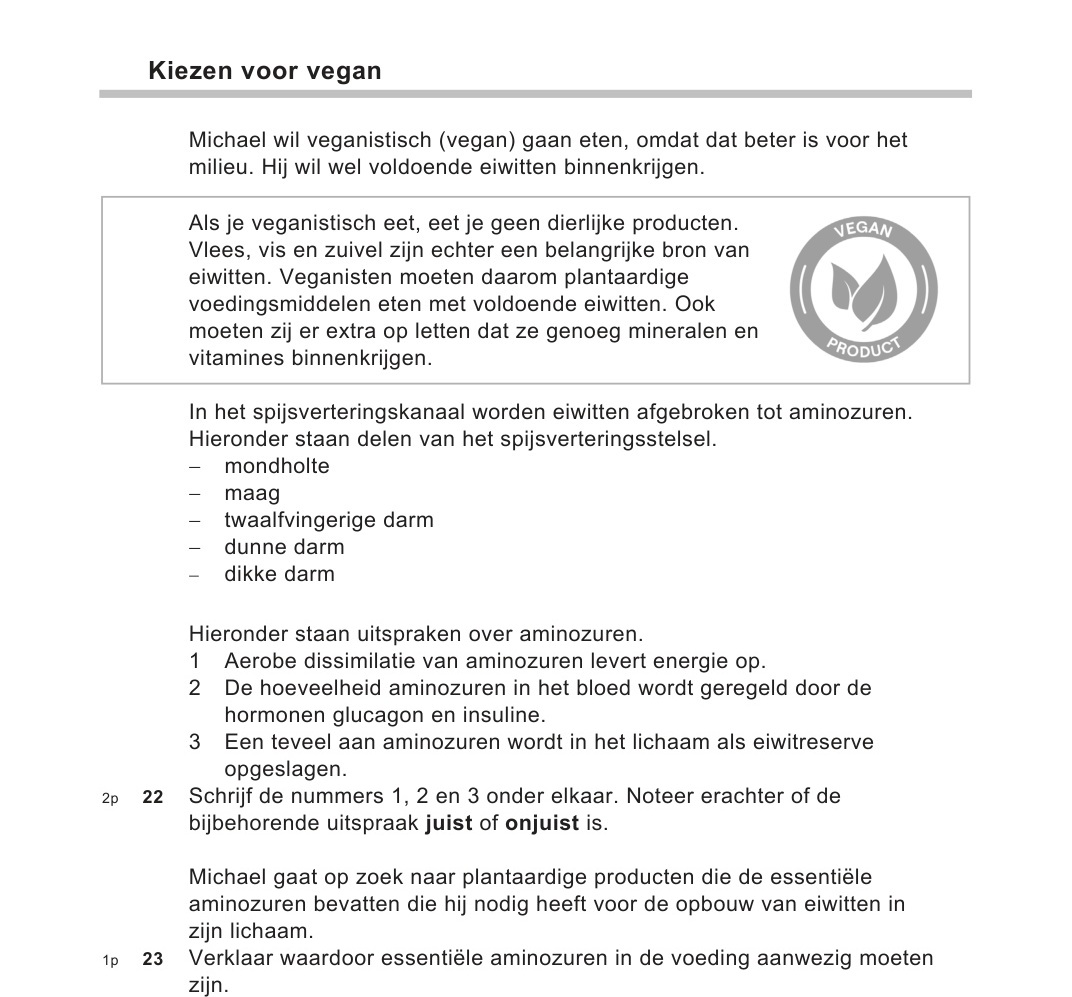 Kiezen voor vegan
Michael wil veganistisch (vegan) gaan eten, omdat dat beter is voor het
milieu. Hij wil wel voldoende eiwitten binnenkrijgen.
Als je veganistisch eet, eet je geen dierlijke producten.
Vlees, vis en zuivel zijn echter een belangrijke bron van
eiwitten. Veganisten moeten daarom plantaardige
voedingsmiddelen eten met voldoende eiwitten. Ook
moeten zij er extra op letten dat ze genoeg mineralen en
vitamines binnenkrijgen.
VEGAN
PRODUCT
In het spijsverteringskanaal worden eiwitten afgebroken tot aminozuren.
Hieronder staan delen van het spijsverteringsstelsel.
– mondholte
– maag
– twaalfvingerige darm
– dunne darm
– dikke darm
Hieronder staan uitspraken over aminozuren.
1 Aerobe dissimilatie van aminozuren levert energie op.
2 De hoeveelheid aminozuren in het bloed wordt geregeld door de
hormonen glucagon en insuline.
3 Een teveel aan aminozuren wordt in het lichaam als eiwitreserve
opgeslagen.
2p 22 Schrijf de nummers 1, 2 en 3 onder elkaar. Noteer erachter of de
bijbehorende uitspraak juist of onjuist is.
Michael gaat op zoek naar plantaardige producten die de essentiële
aminozuren bevatten die hij nodig heeft voor de opbouw van eiwitten in
zijn lichaam.
1p 23 Verklaar waardoor essentiële aminozuren in de voeding aanwezig moeten
zijn.